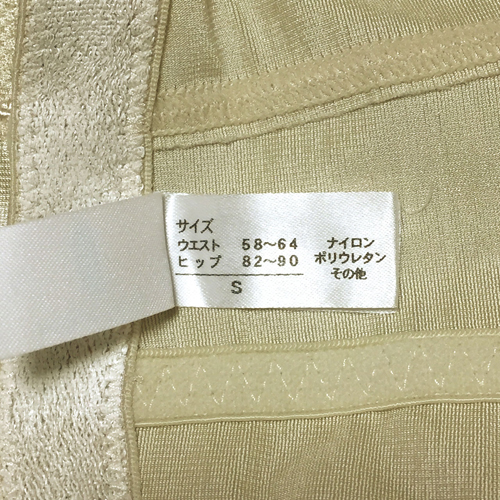 サイズ
ウエスト 58〜64
ヒップ 82〜90
S
ナイロン
ポリウレタン
その他